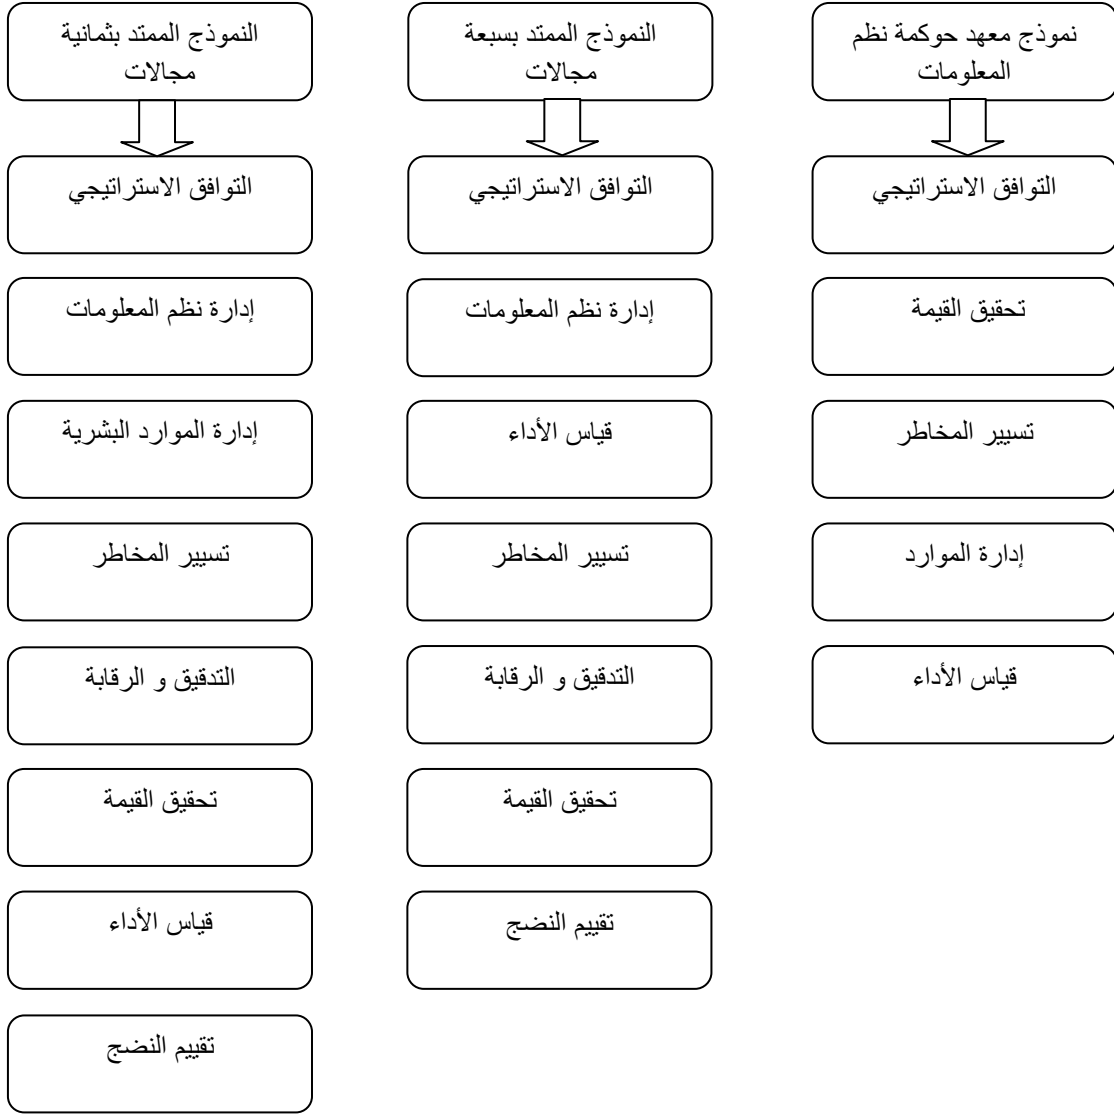 نموذج معهد حوكمة نظم
المعلومات
التوافق الاستراتيجي
تحقيق القيمة
تسيير المخاطر
إدارة الموارد
قياس الأداء
النموذج الممتد بسبعة
مجالات
التوافق الاستراتيجي
إدارة نظم المعلومات
قياس الأداء
تسيير المخاطر
التدقيق و الرقابة
تحقيق القيمة
تقييم النضج
النموذج الممتد بثمانية
مجالات
التوافق الاستراتيجي
إدارة نظم المعلومات
إدارة الموارد البشرية
تسيير المخاطر
التدقيق و الرقابة
تحقيق القيمة
قياس الأداء
تقييم النضج